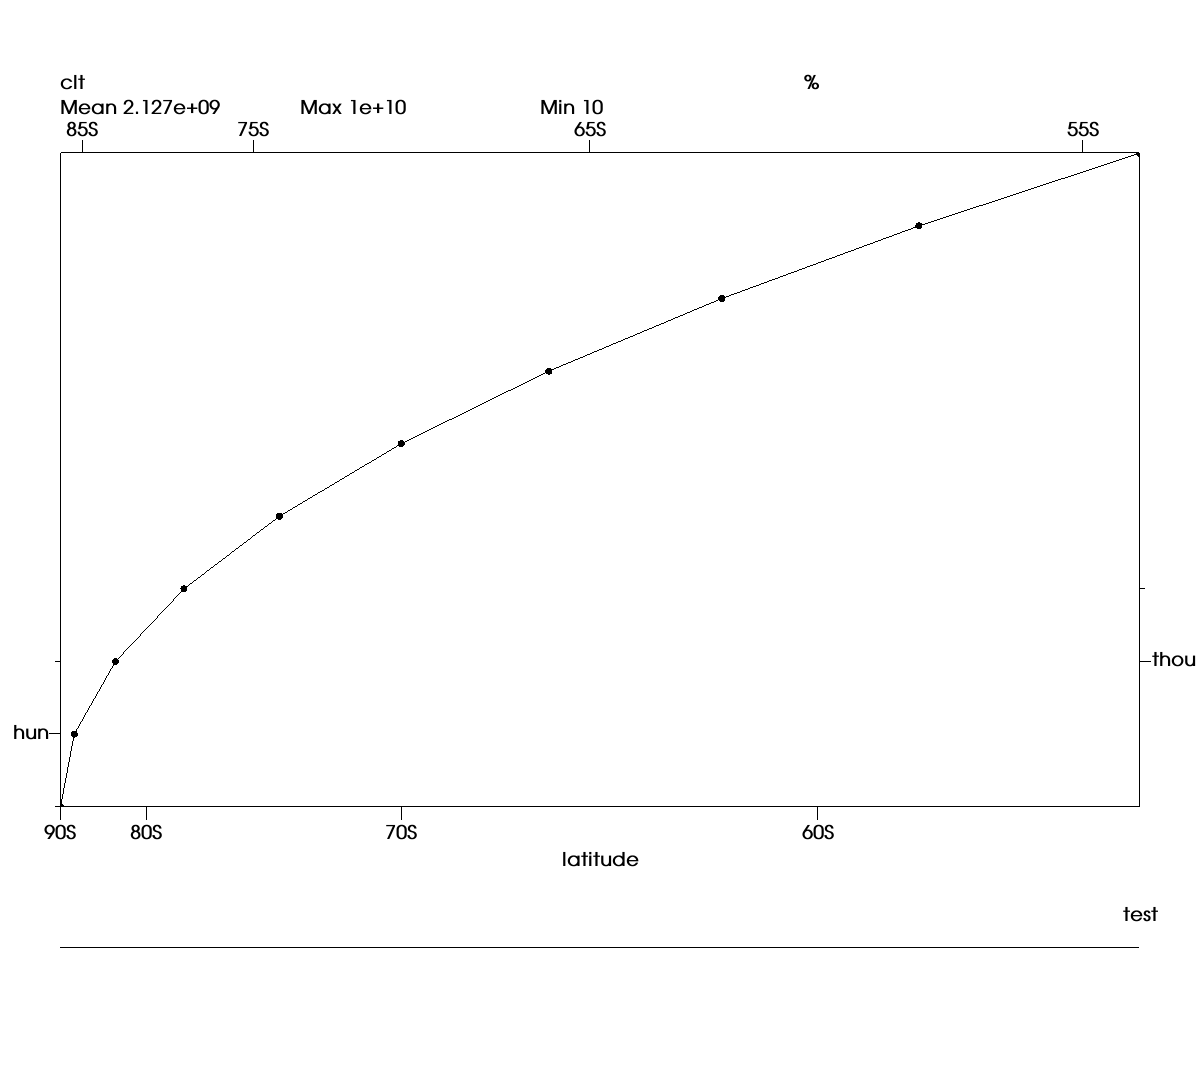 clt %
Mean 2.127e+09 Max 1e+10 Min 10
85S 75S 65S 55S
thou
hun
90S 80S 70S 60S
latitude
test